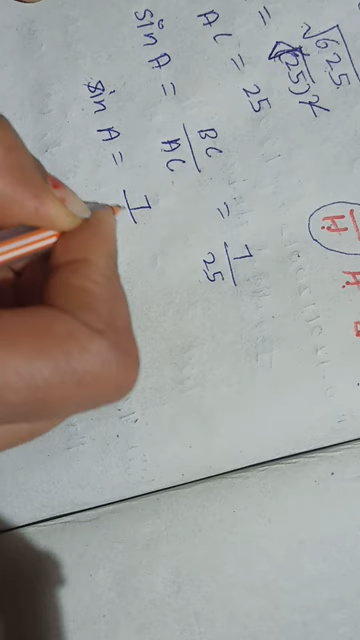 √625
= √(25)²
AC = 25
sin A = BC/AC = 7/25
sin A = 7
H
A